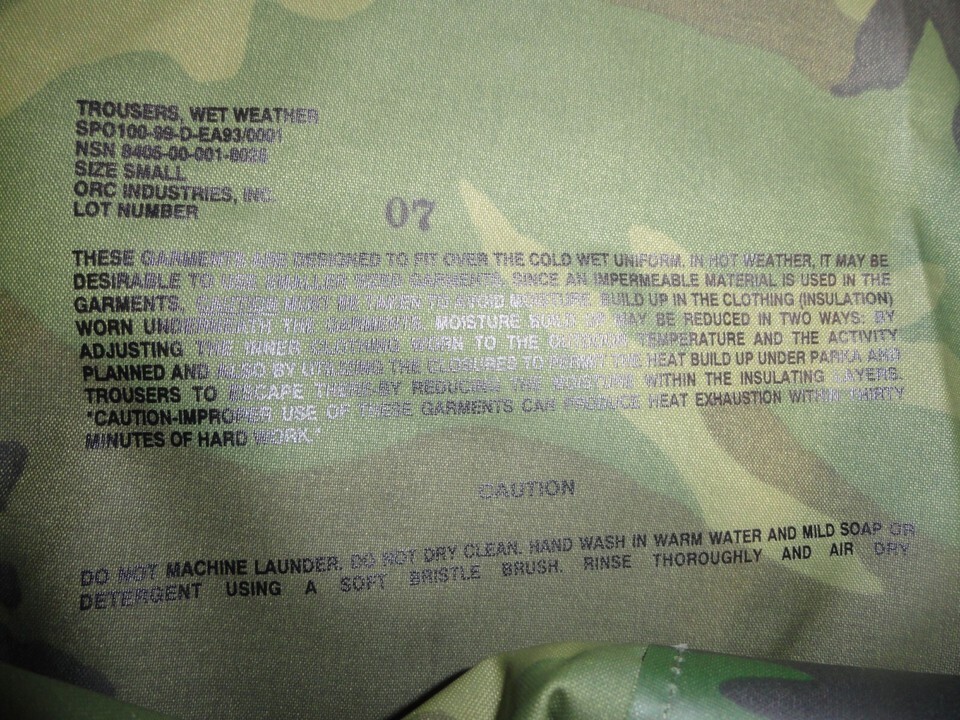 TROUSERS, WET WEATHER
SPO100-99-D-EA93/0001
NSN 8405-00-001-8026
SIZE SMALL
ORC INDUSTRIES, INC.
LOT NUMBER 07
THESE GARMENTS ARE DESIGNED TO FIT OVER THE COLD WET UNIFORM. IN HOT WEATHER, IT MAY BE
DESIRABLE TO USE SMALLER SIZED GARMENTS. SINCE AN IMPERMEABLE MATERIAL IS USED IN THE
GARMENTS, CAUTION MUST BE TAKEN TO AVOID MOISTURE. BUILD UP IN THE CLOTHING (INSULATION)
WORN UNDERNEATH THE GARMENTS. MOISTURE BUILD UP MAY BE REDUCED IN TWO WAYS: BY
ADJUSTING THE INNER CLOTHING WORN TO THE OUTDOOR TEMPERATURE AND THE ACTIVITY
PLANNED AND ALSO BY UTILIZING THE CLOSURES TO PERMIT THE HEAT BUILD UP UNDER PARKA AND
TROUSERS TO ESCAPE THERE-BY REDUCING THE MOISTURE WITHIN THE INSULATING LAYERS.
"CAUTION-IMPROPER USE OF THESE GARMENTS CAN PRODUCE HEAT EXHAUSTION WITHIN THIRTY
MINUTES OF HARD WORK."
CAUTION
DO NOT MACHINE LAUNDER. DO NOT DRY CLEAN. HAND WASH IN WARM WATER AND MILD SOAP OR
DETERGENT USING A SOFT BRISTLE BRUSH. RINSE THOROUGHLY AND AIR DRY